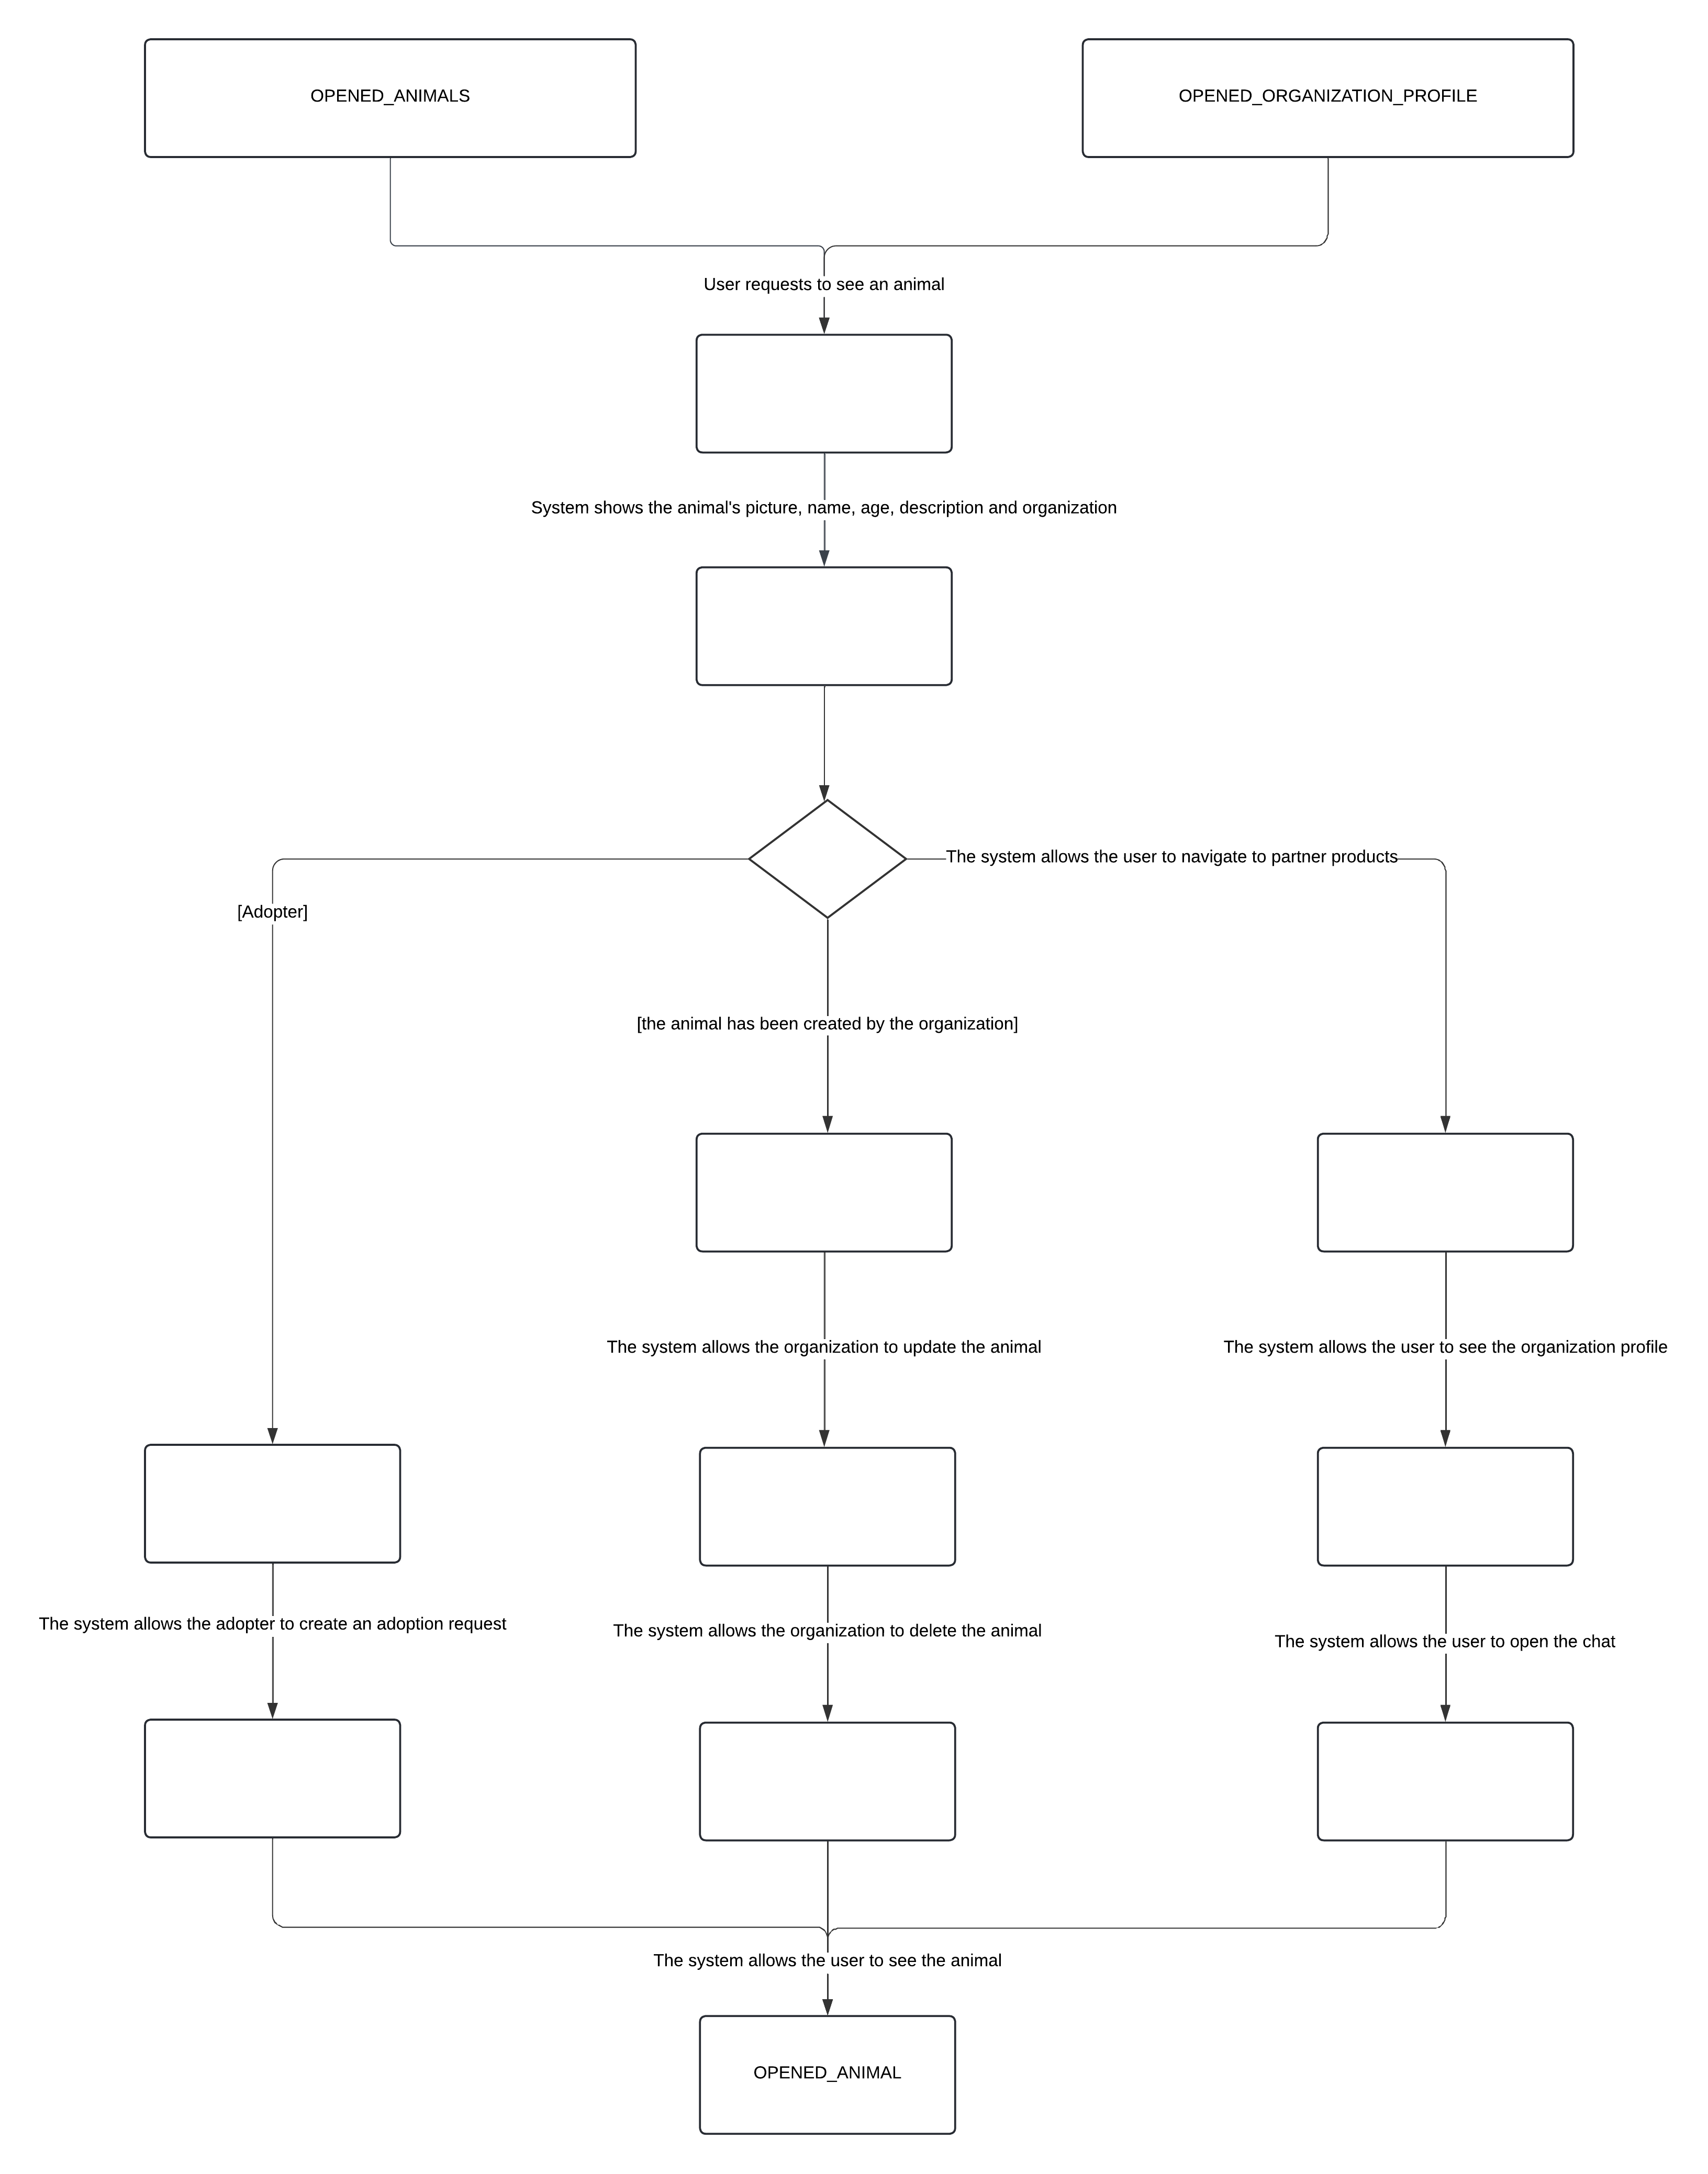 OPENED_ANIMALS
OPENED_ORGANIZATION_PROFILE
User requests to see an animal
System shows the animal's picture, name, age, description and organization
The system allows the user to navigate to partner products
[Adopter]
[the animal has been created by the organization]
The system allows the organization to update the animal
The system allows the user to see the organization profile
The system allows the adopter to create an adoption request
The system allows the organization to delete the animal
The system allows the user to open the chat
The system allows the user to see the animal
OPENED_ANIMAL